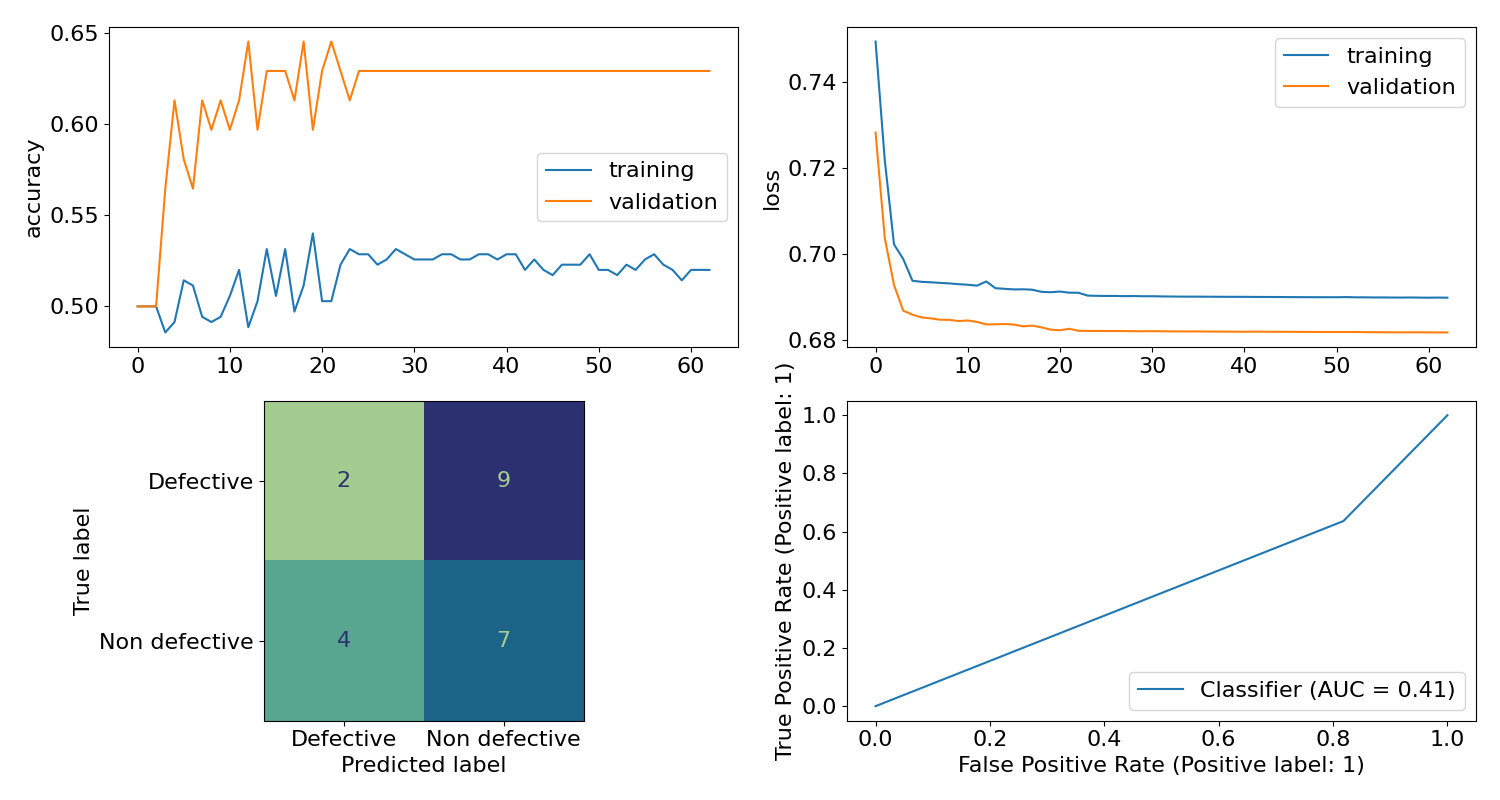 0.65
0.60
0.55
0.50
accuracy
training
validation
0 10 20 30 40 50 60
0.74
0.72
0.70
0.68
loss
training
validation
0 10 20 30 40 50 60
True label
Defective
Non defective
2 9
4 7
Defective Non defective
Predicted label
True Positive Rate (Positive label: 1)
1.0
0.8
0.6
0.4
0.2
0.0
Classifier (AUC = 0.41)
0.0 0.2 0.4 0.6 0.8 1.0
False Positive Rate (Positive label: 1)